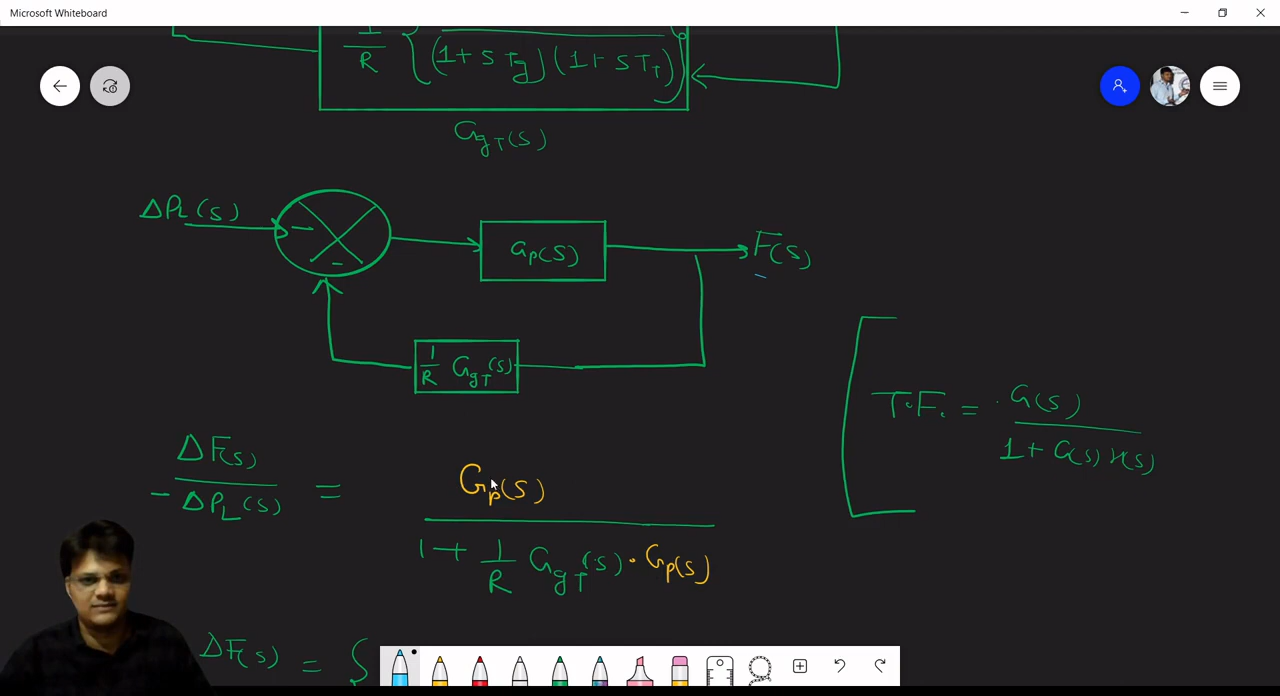 Microsoft Whiteboard
1/R { / (1+sTg)(1+sTT) }
GgT(s)
ΔPL(s)
−
−
Gp(s)
F(s)
1/R GgT(s)
T.F. = G(s) / 1+G(s)H(s)
ΔF(s) / −ΔPL(s) = Gp(s) / 1+ 1/R GgT(s) · Gp(s)
ΔF(s) =